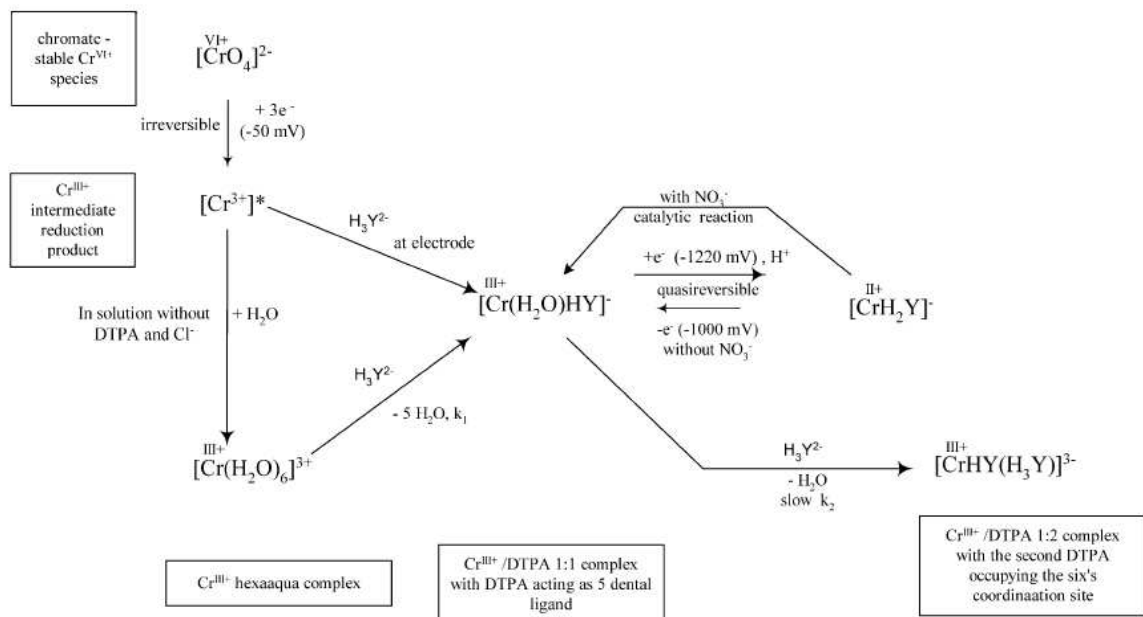 chromate -
stable Cr^VI+
species
VI+
[CrO4]2-
irreversible
+ 3e -
(-50 mV)
Cr^III+
intermediate
reduction
product
[Cr3+]*
H3Y2-
at electrode
with NO3-
catalytic reaction
+e- (-1220 mV) , H+
quasireversible
-e- (-1000 mV)
without NO3-
III+
[Cr(H2O)HY]-
II+
[CrH2Y]-
In solution without
DTPA and Cl-
+ H2O
H3Y2-
- 5 H2O, k1
III+
[Cr(H2O)6]3+
H3Y2-
- H2O
slow k2
III+
[CrHY(H3Y)]3-
Cr^III+ hexaaqua complex
Cr^III+ /DTPA 1:1 complex
with DTPA acting as 5 dental
ligand
Cr^III+ /DTPA 1:2 complex
with the second DTPA
occupying the six's
coordinaation site